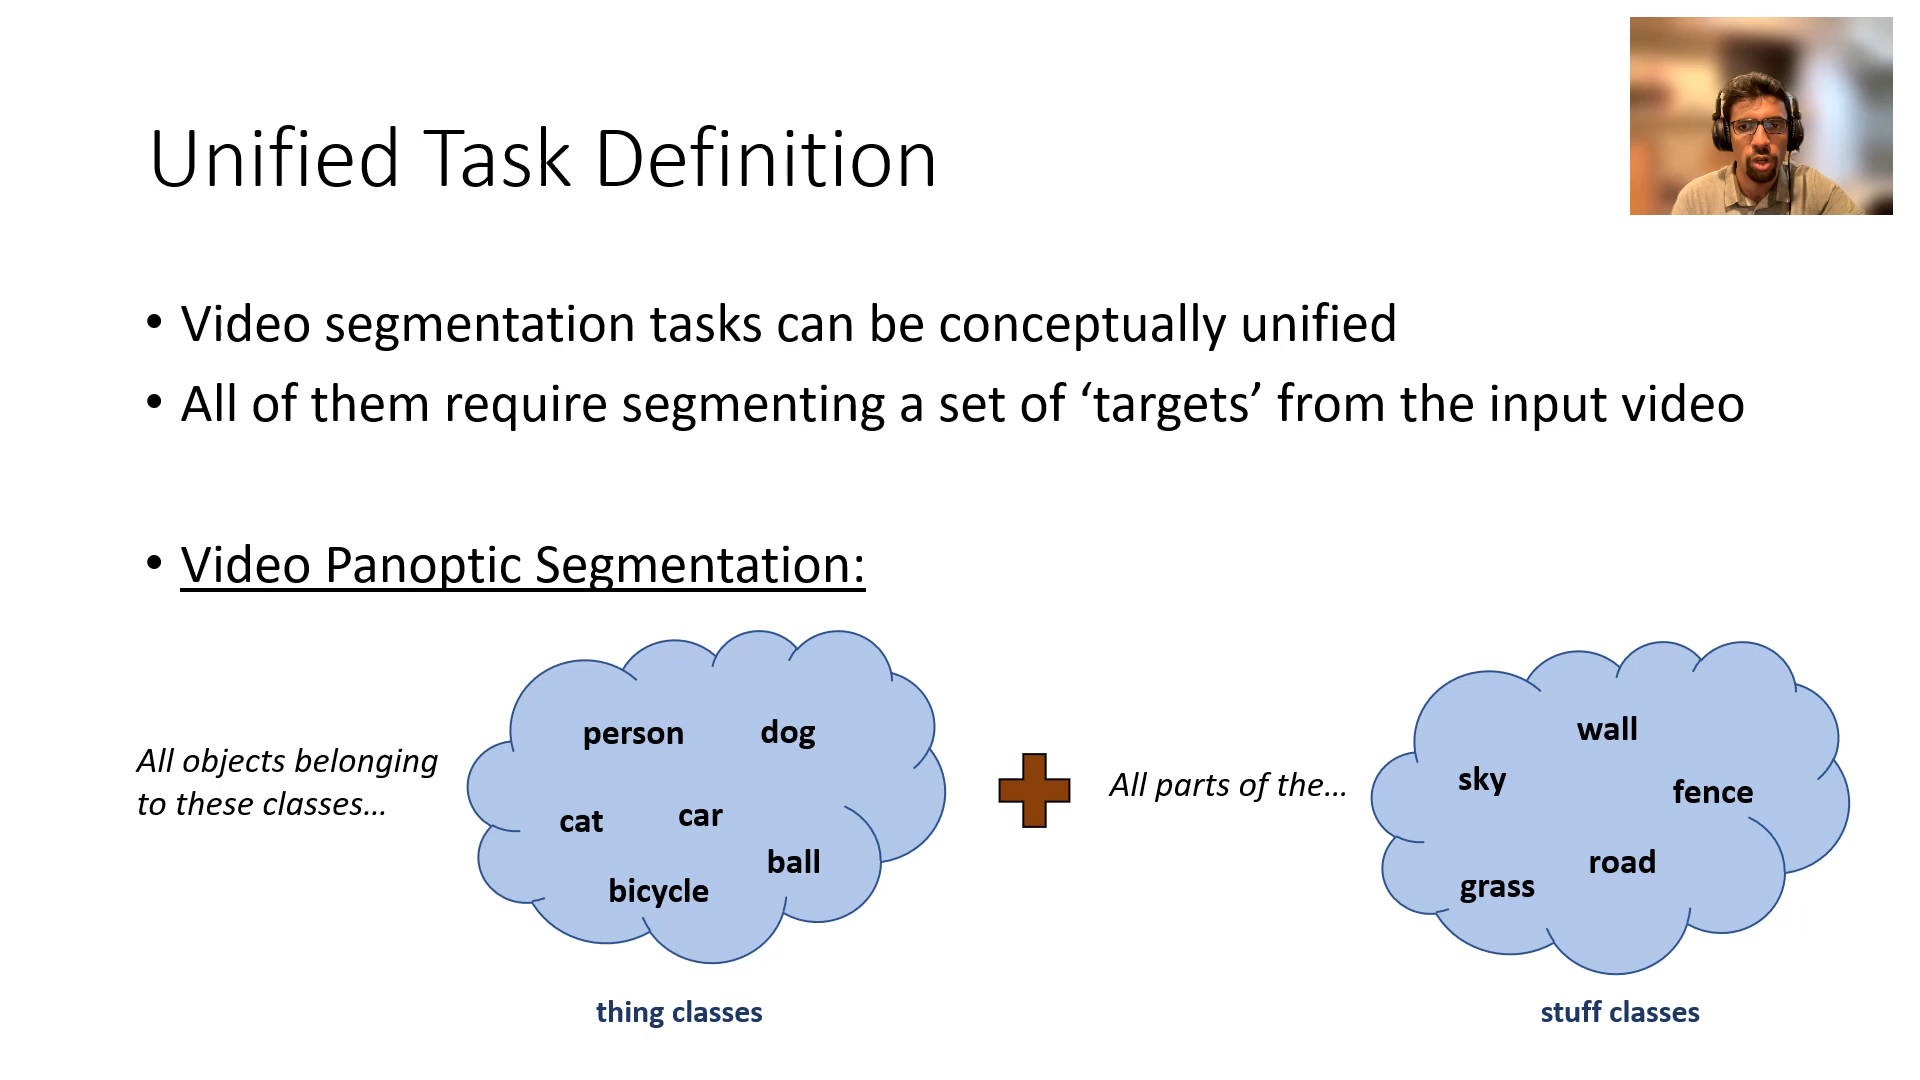 Unified Task Definition
• Video segmentation tasks can be conceptually unified
• All of them require segmenting a set of ‘targets’ from the input video
• Video Panoptic Segmentation:
All objects belonging
to these classes...
person dog
cat car
ball
bicycle
thing classes
All parts of the...
wall
sky
fence
road
grass
stuff classes